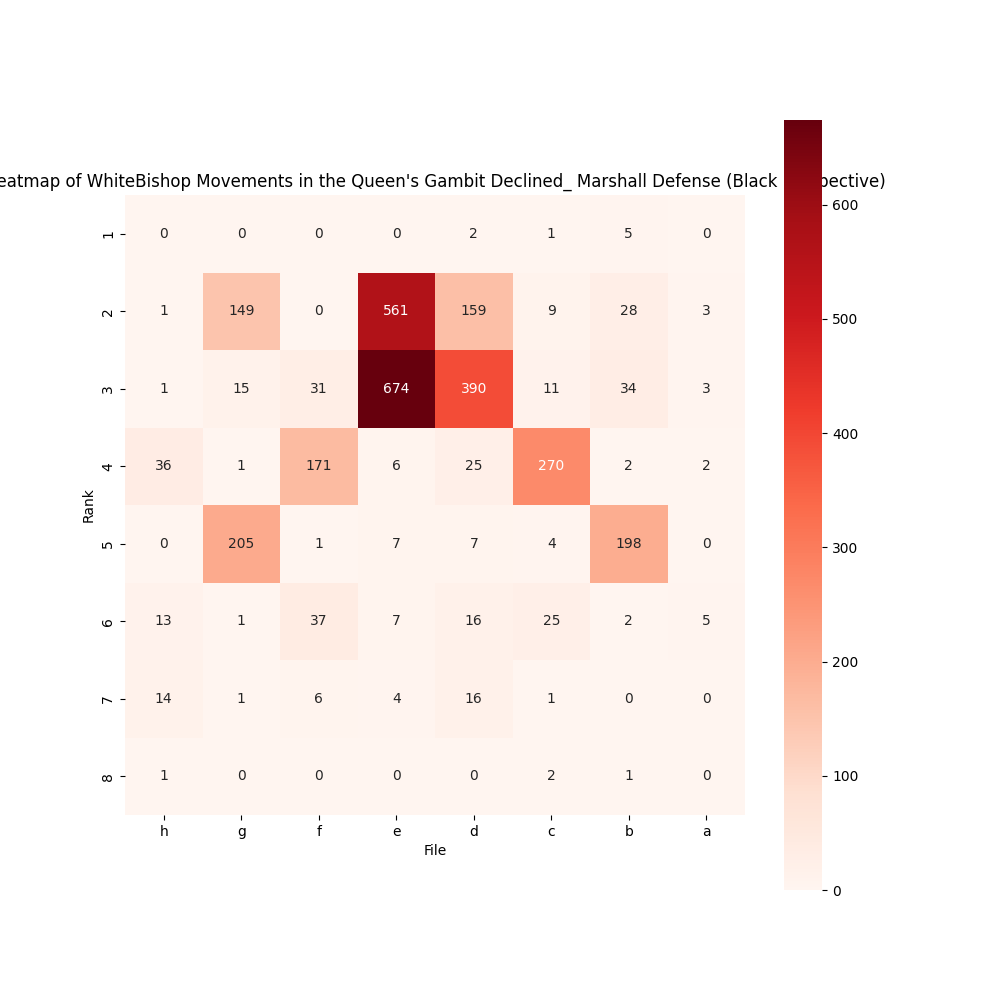 eatmap of WhiteBishop Movements in the Queen's Gambit Declined_ Marshall Defense (Black pective)
1 0 0 0 0 2 1 5 0
2 1 149 0 561 159 9 28 3
3 1 15 31 674 390 11 34 3
4 36 1 171 6 25 270 2 2
5 0 205 1 7 7 4 198 0
6 13 1 37 7 16 25 2 5
7 14 1 6 4 16 1 0 0
8 1 0 0 0 0 2 1 0
h g f e d c b a
File
Rank
600
500
400
300
200
100
0